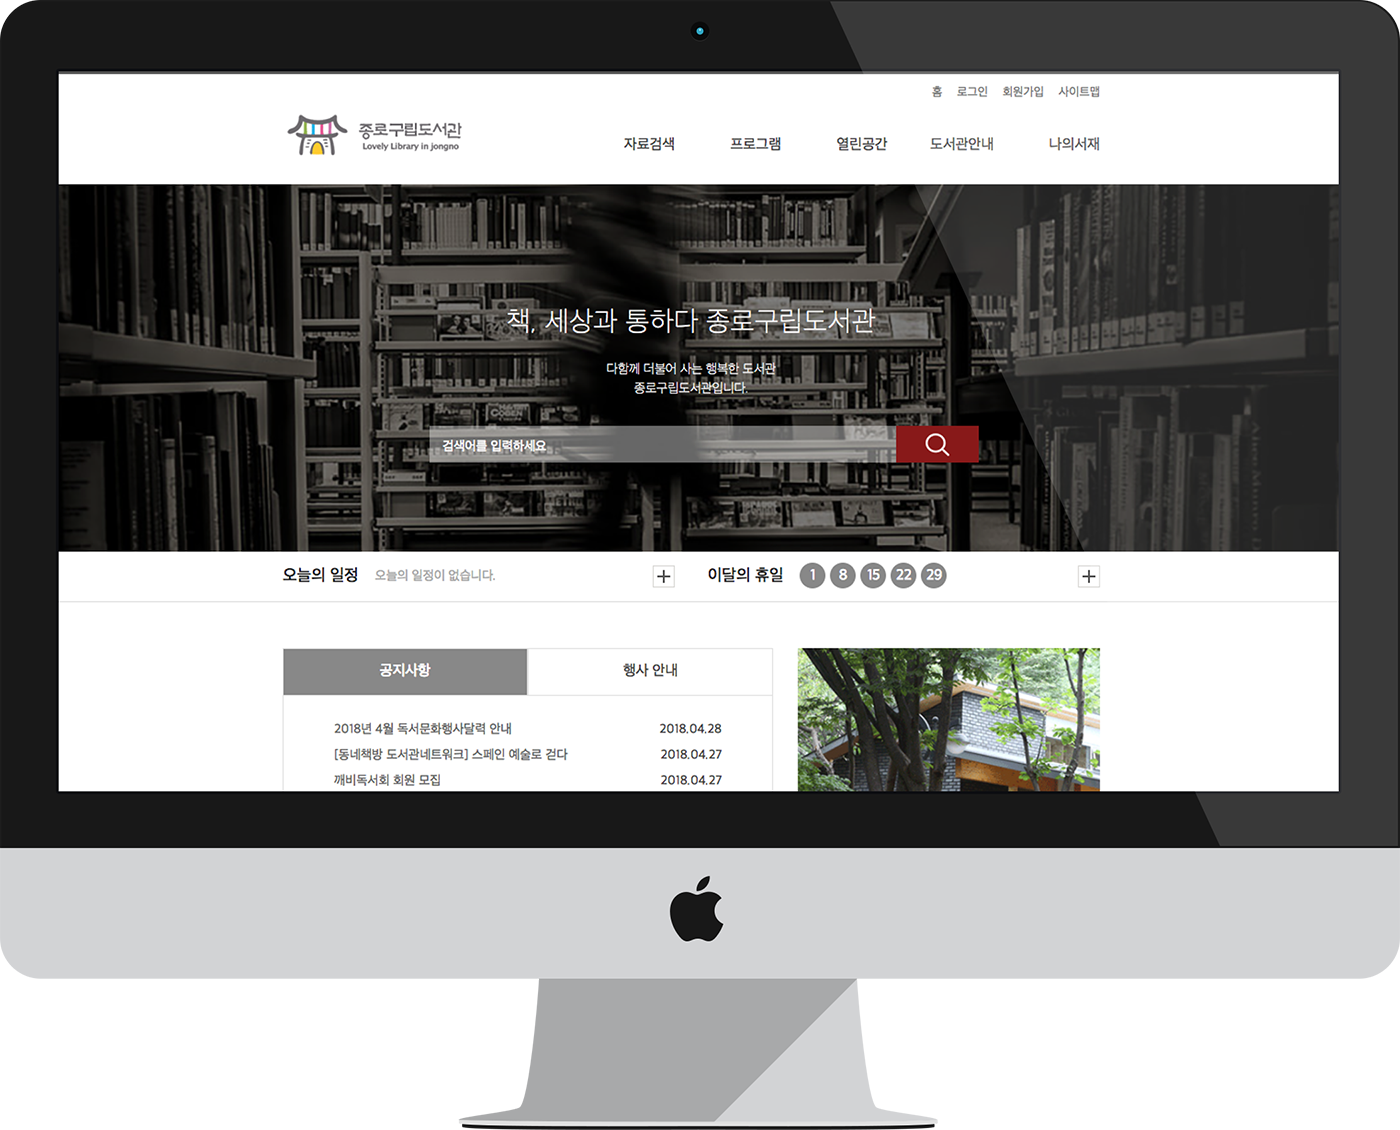 홈 로그인 회원가입 사이트맵
종로구립도서관
Lovely Library in jongno
자료검색 프로그램 열린공간 도서관안내 나의서재
책, 세상과 통하다 종로구립도서관
다함께 더불어 사는 행복한 도서관
종로구립도서관입니다.
검색어를 입력하세요
오늘의 일정 오늘의 일정이 없습니다. 이달의 휴일 1 8 15 22 29
공지사항 행사 안내
2018년 4월 독서문화행사달력 안내 2018.04.28
[동네책방 도서관네트워크] 스페인 예술로 걷다 2018.04.27
깨비독서회 회원 모집 2018.04.27